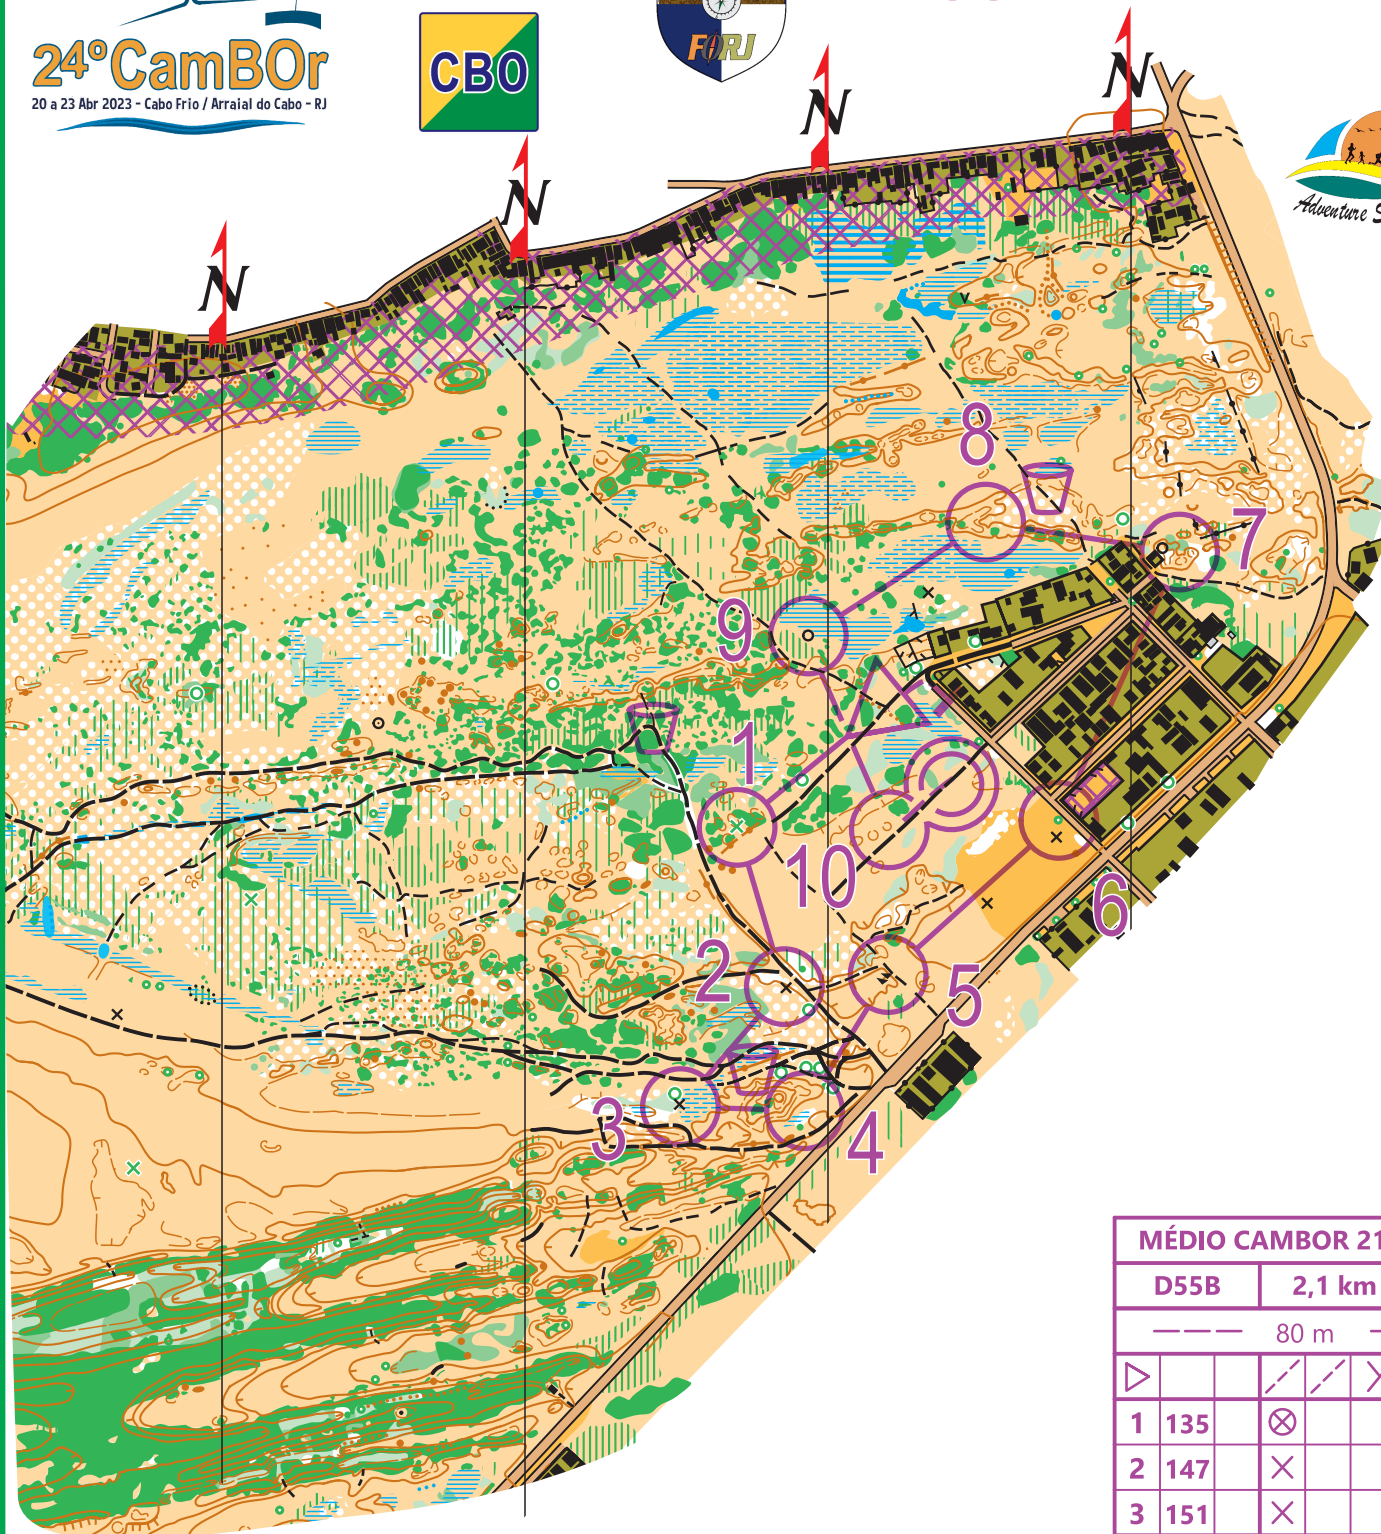 24ºCamBOr
20 a 23 Abr 2023 - Cabo Frio / Arraial do Cabo - RJ
CBO
FORJ
N
N
N
N
Adventure S
8
7
9
1
10
6
2
5
3
4
MÉDIO CAMBOR 21
D55B 2,1 km
80 m
1 135
2 147
3 151